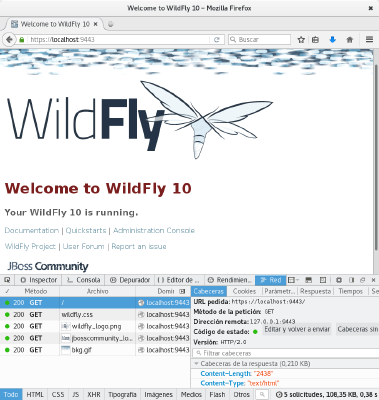 Welcome to WildFly 10 - Mozilla Firefox
Welcome to WildFly 10
https://localhost:9443
Buscar
WildFly
Welcome to WildFly 10
Your WildFly 10 is running.
Documentation | Quickstarts | Administration Console
WildFly Project | User Forum | Report an issue
JBoss Community
Inspector Consola Depurador Editor de ... Rendimien... Red
Método Archivo Domin
Cabeceras Cookies Parámetr... Respuesta Tiempos Se
200 GET / localhost:9443
200 GET wildfly.css localhost:9443
200 GET wildfly_logo.png localhost:9443
200 GET jbosscommunity_lo... localhost:9443
200 GET bkg.gif localhost:9443
URL pedida: https://localhost:9443/
Método de la petición: GET
Dirección remota: 127.0.0.1:9443
Código de estado: Editar y volver a enviar Cabeceras sin
Versión: HTTP/2.0
Filtrar cabeceras
Cabeceras de la respuesta (0,210 KB)
Content-Length: "2438"
Content-Type: "text/html"
Todo HTML CSS JS XHR Tipografía Imágenes Medios Flash Otros
5 solicitudes, 108,35 KB, 0,38 s